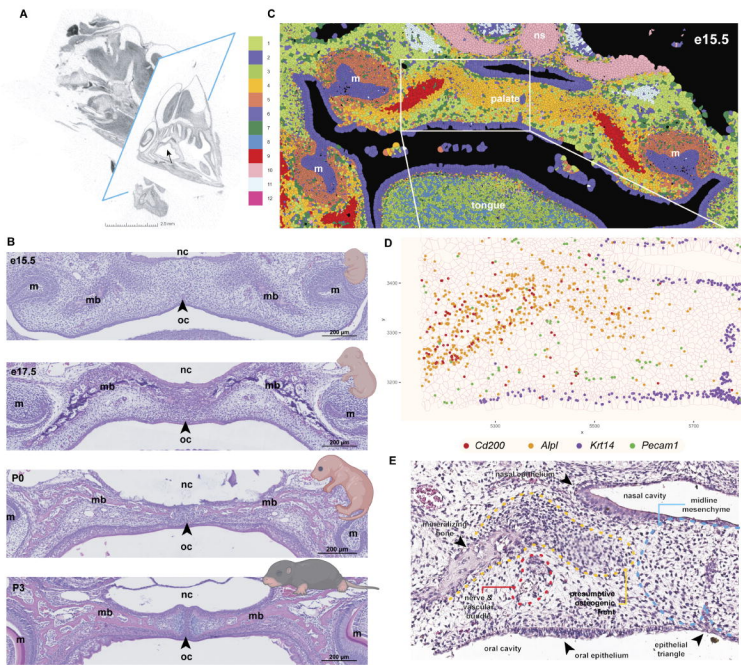 A
2.0 mm
1
2
3
4
5
6
7
8
9
10
11
12
C
ns
e15.5
m
palate
m
m
tongue
B
nc
e15.5
m
mb
mb
m
oc
200 µm
nc
e17.5
mb
mb
m
m
oc
200 µm
P0
nc
mb
mb
m
m
oc
200 µm
P3
nc
mb
mb
m
m
oc
200 µm
D
y
x
5300
5500
5700
Cd200
Alpl
Krt14
Pecam1
E
nasal epithelium
nasal cavity
midline
mesenchyme
mineralizing
bone
nerve &
vascular
bundle
presumptive
osteogenic
front
oral cavity
oral epithelium
epithelial
triangle